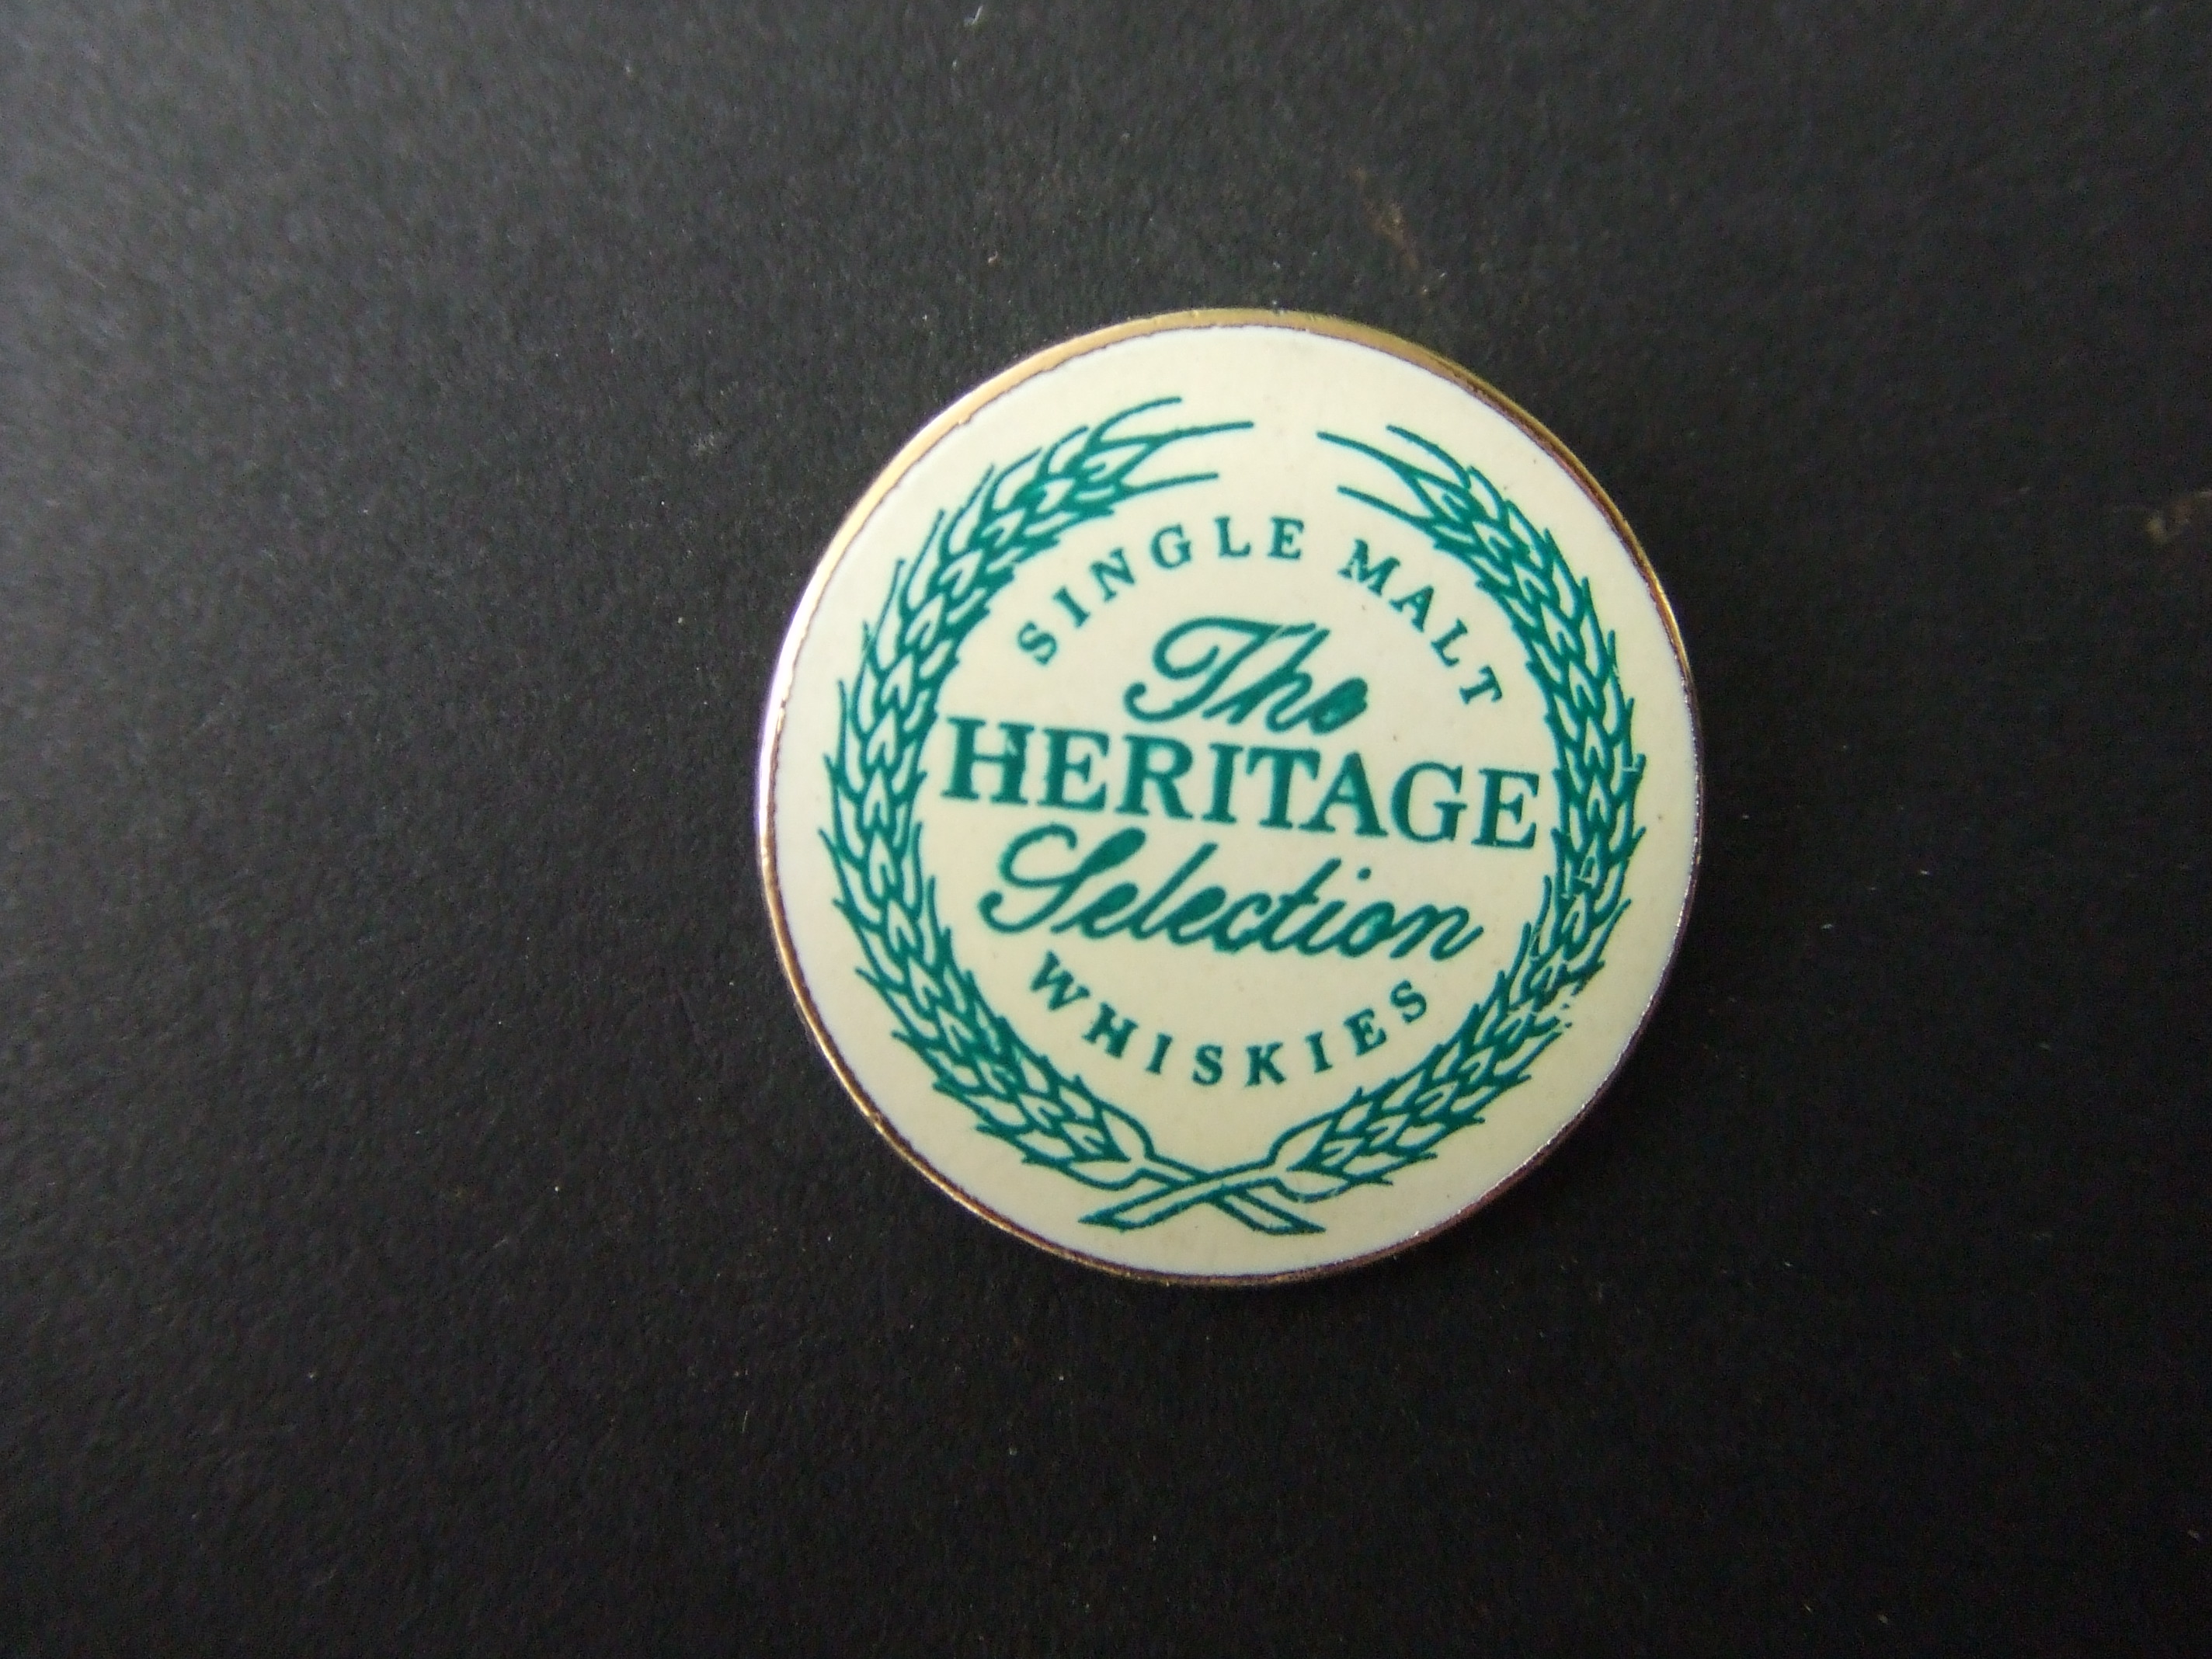 SINGLE MALT
The
HERITAGE
Selection
WHISKIES